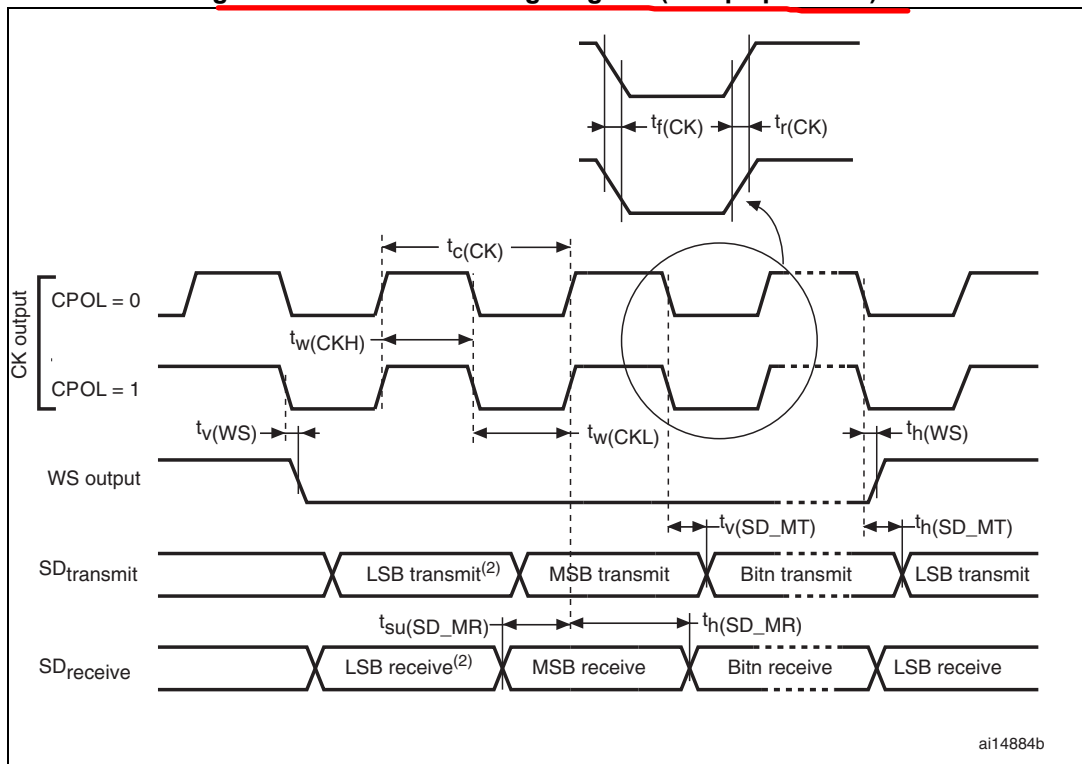 tf(CK)
tr(CK)
tc(CK)
CK output
CPOL = 0
tw(CKH)
CPOL = 1
tv(WS)
tw(CKL)
th(WS)
WS output
tv(SD_MT)
th(SD_MT)
SDtransmit
LSB transmit(2)
MSB transmit
Bitn transmit
LSB transmit
tsu(SD_MR)
th(SD_MR)
SDreceive
LSB receive(2)
MSB receive
Bitn receive
LSB receive
ai14884b